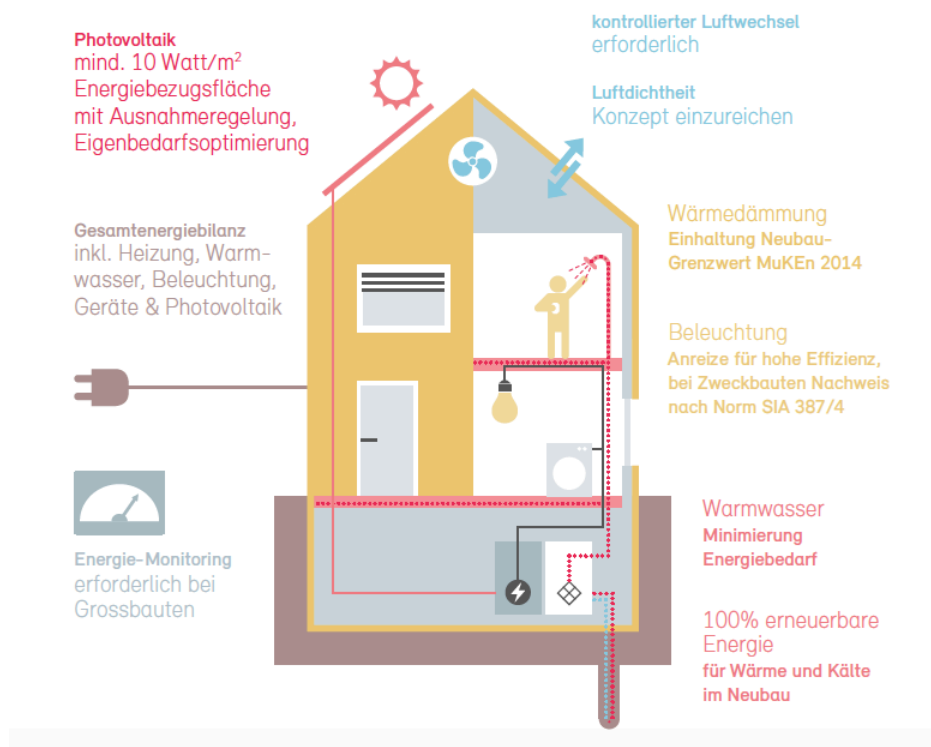 Photovoltaik
mind. 10 Watt/m²
Energiebezugsfläche
mit Ausnahmeregelung,
Eigenbedarfsoptimierung
kontrollierter Luftwechsel
erforderlich
Luftdichtheit
Konzept einzureichen
Gesamtenergiebilanz
inkl. Heizung, Warm-
wasser, Beleuchtung,
Geräte & Photovoltaik
Wärmedämmung
Einhaltung Neubau-
Grenzwert MuKEn 2014
Beleuchtung
Anreize für hohe Effizienz,
bei Zweckbauten Nachweis
nach Norm SIA 387/4
Energie-Monitoring
erforderlich bei
Grossbauten
Warmwasser
Minimierung
Energiebedarf
100% erneuerbare
Energie
für Wärme und Kälte
im Neubau